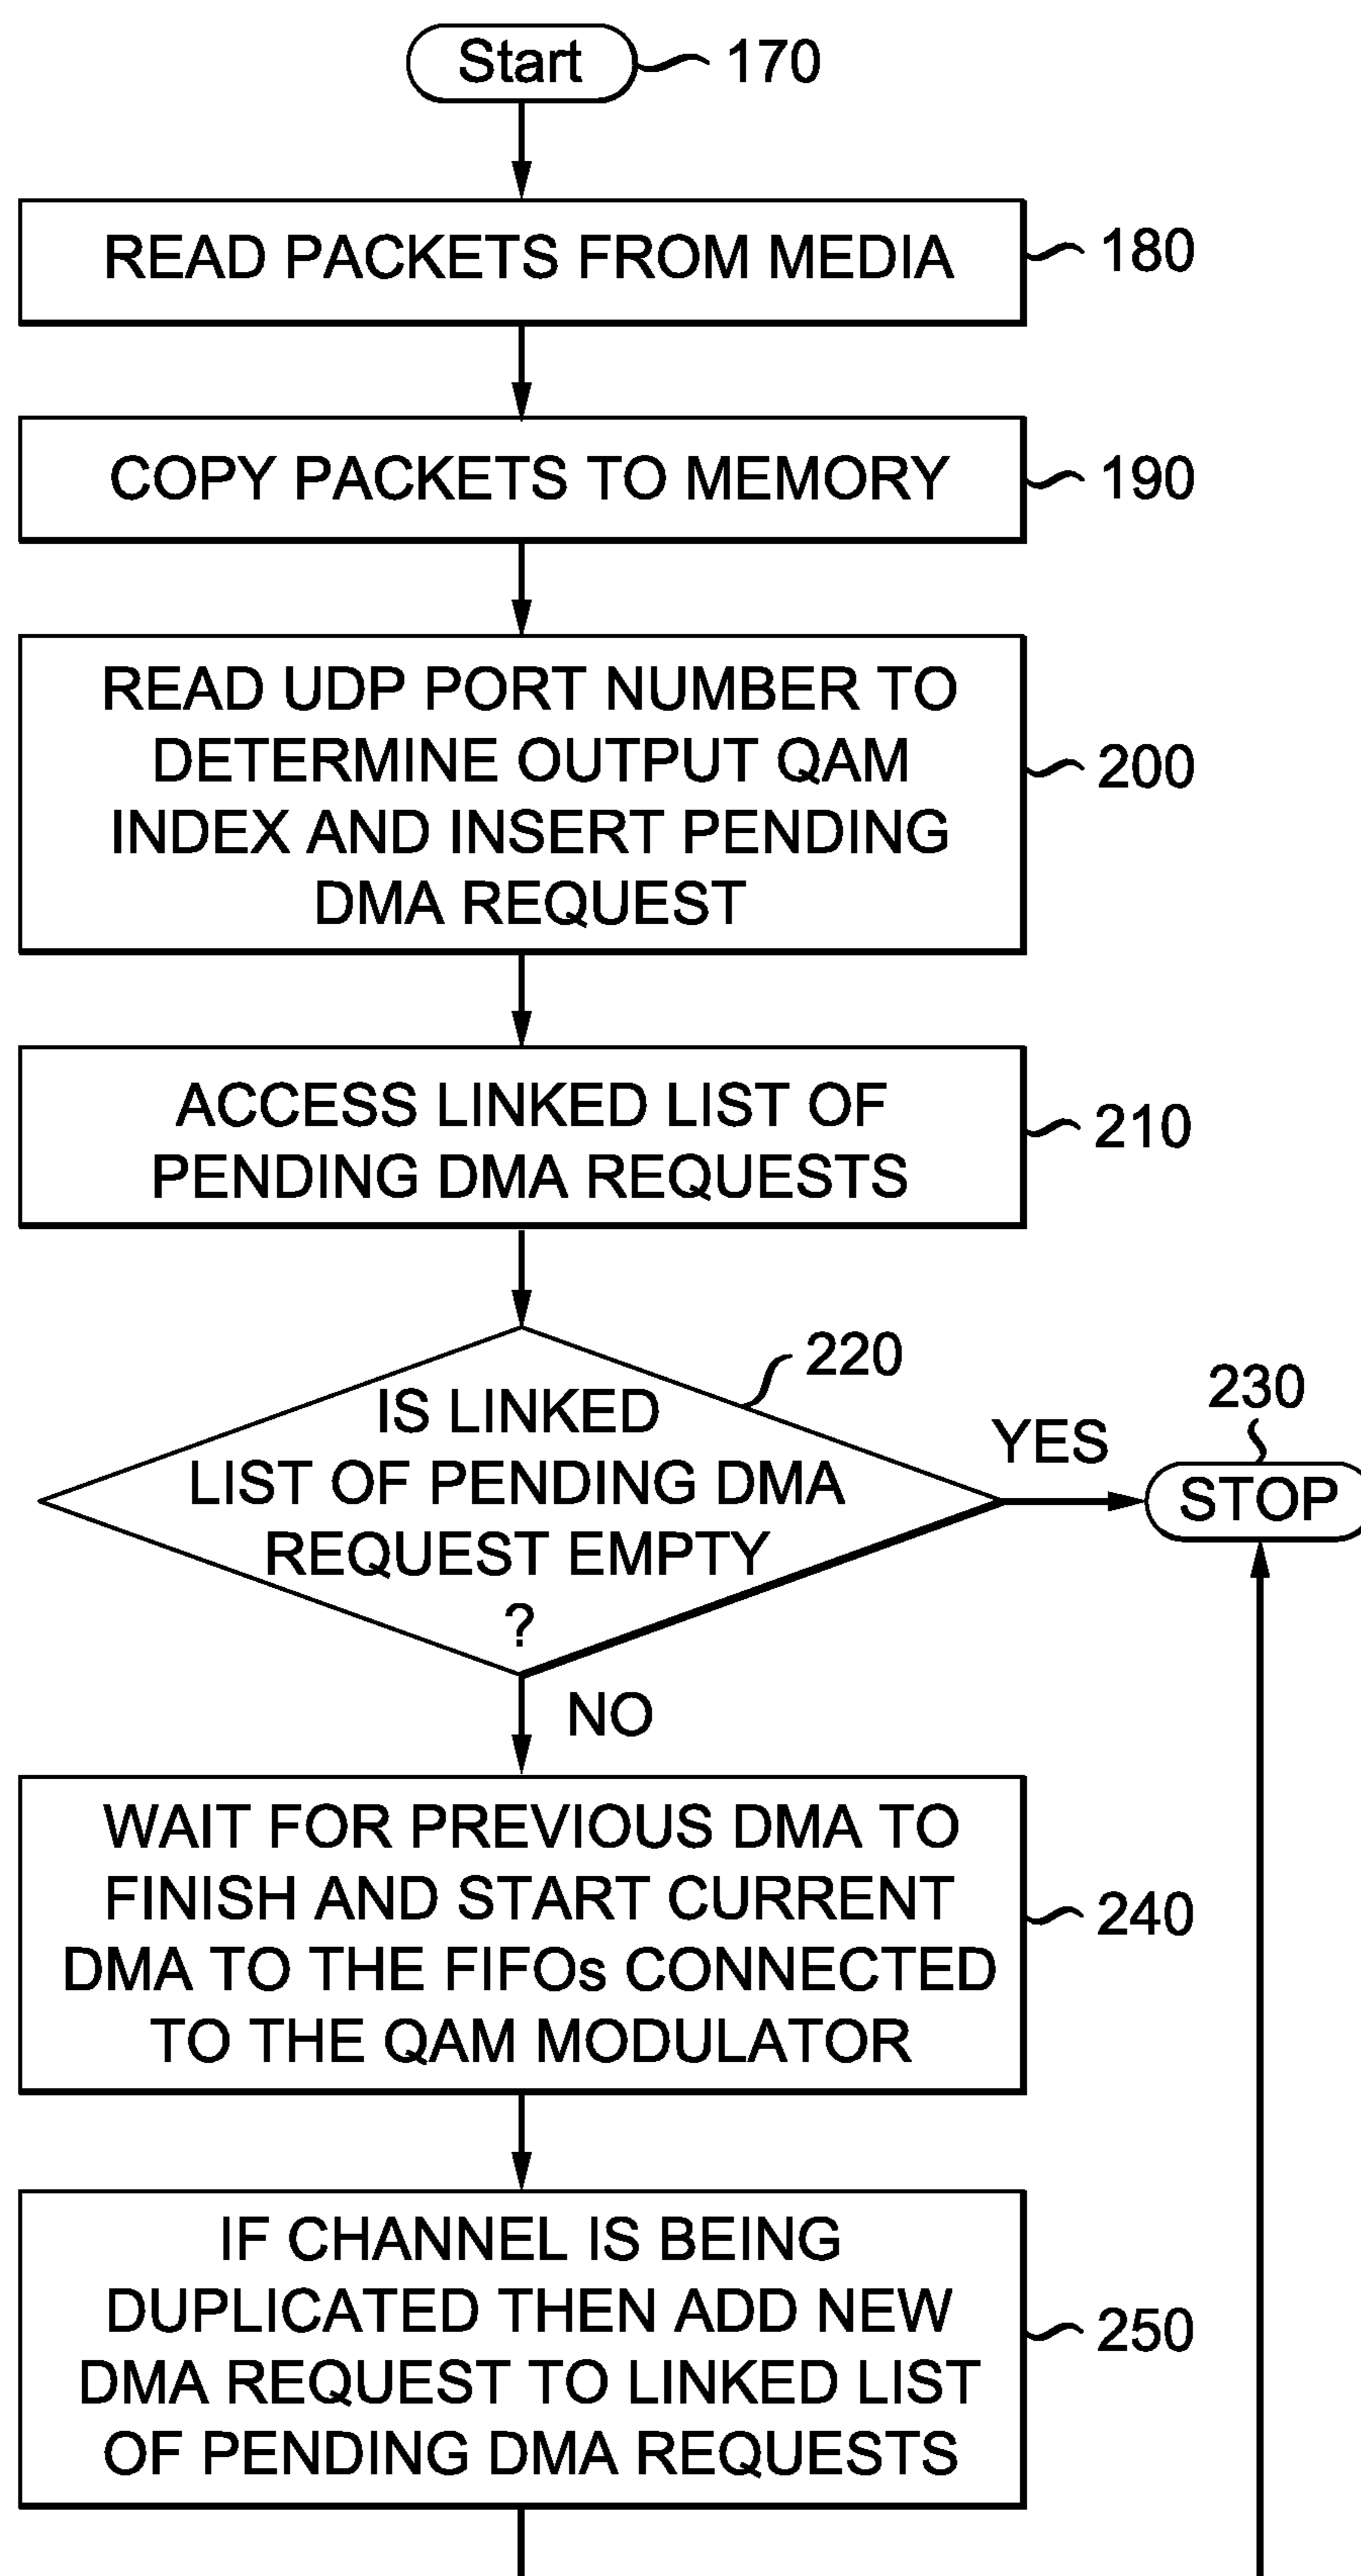 Start
170
READ PACKETS FROM MEDIA
180
COPY PACKETS TO MEMORY
190
READ UDP PORT NUMBER TO
DETERMINE OUTPUT QAM
INDEX AND INSERT PENDING
DMA REQUEST
200
ACCESS LINKED LIST OF
PENDING DMA REQUESTS
210
220
IS LINKED
LIST OF PENDING DMA
REQUEST EMPTY
?
YES
230
STOP
NO
WAIT FOR PREVIOUS DMA TO
FINISH AND START CURRENT
DMA TO THE FIFOs CONNECTED
TO THE QAM MODULATOR
240
IF CHANNEL IS BEING
DUPLICATED THEN ADD NEW
DMA REQUEST TO LINKED LIST
OF PENDING DMA REQUESTS
250